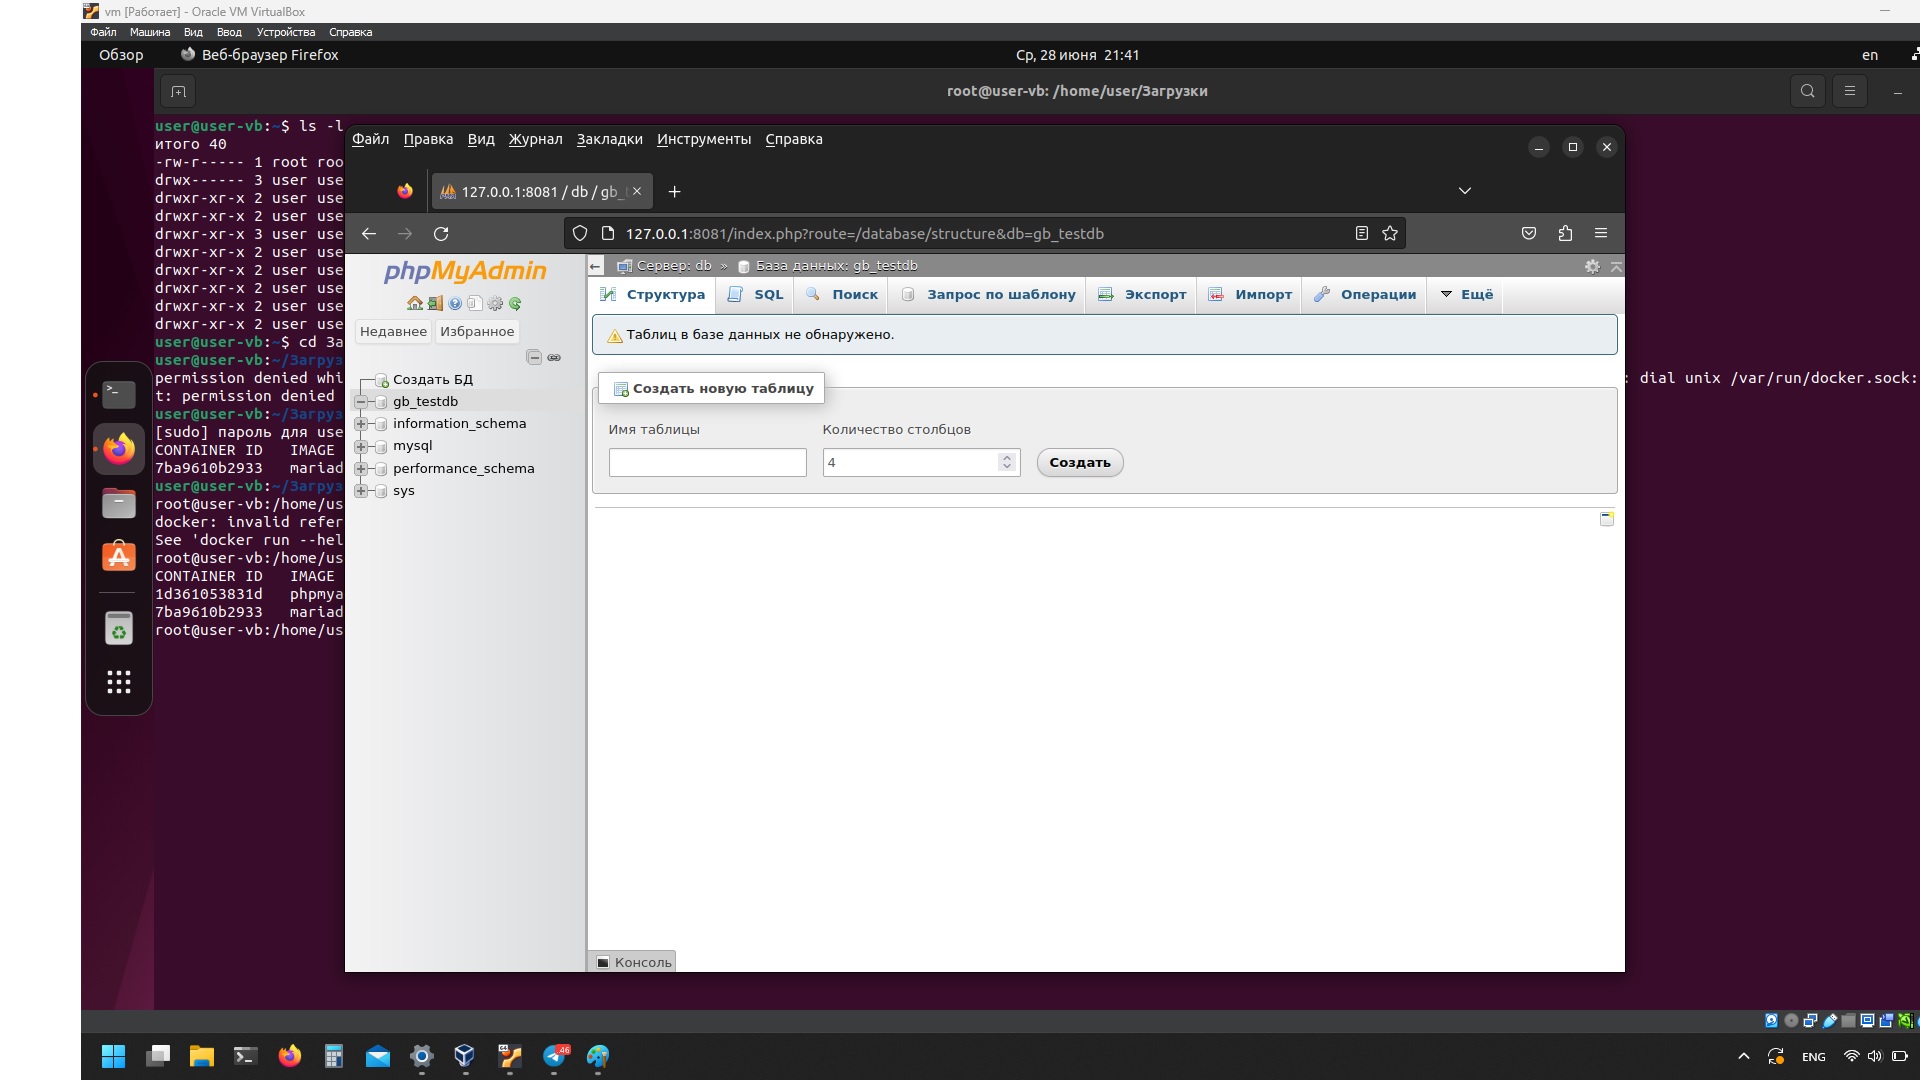 vm [Работает] - Oracle VM VirtualBox
Файл Машина Вид Ввод Устройства Справка
Обзор Веб-браузер Firefox Ср, 28 июня 21:41 en
root@user-vb: /home/user/Загрузки
user@user-vb:~$ ls -l
итого 40
-rw-r----- 1 root roo
drwx------ 3 user use
drwxr-xr-x 2 user use
drwxr-xr-x 2 user use
drwxr-xr-x 3 user use
drwxr-xr-x 2 user use
drwxr-xr-x 2 user use
drwxr-xr-x 2 user use
drwxr-xr-x 2 user use
drwxr-xr-x 2 user use
user@user-vb:~$ cd За
user@user-vb:~/Загруз
permission denied whi
: dial unix /var/run/docker.sock:
t: permission denied
user@user-vb:~/Загруз
[sudo] пароль для use
CONTAINER ID IMAGE
7ba9610b2933 mariad
user@user-vb:~/Загруз
root@user-vb:/home/us
docker: invalid refer
See 'docker run --hel
root@user-vb:/home/us
CONTAINER ID IMAGE
1d361053831d phpmya
7ba9610b2933 mariad
root@user-vb:/home/us
Файл Правка Вид Журнал Закладки Инструменты Справка
127.0.0.1:8081 / db / gb_
127.0.0.1:8081/index.php?route=/database/structure&db=gb_testdb
phpMyAdmin
Недавнее Избранное
Создать БД
gb_testdb
information_schema
mysql
performance_schema
sys
Сервер: db » База данных: gb_testdb
Структура SQL Поиск Запрос по шаблону Экспорт Импорт Операции Ещё
Таблиц в базе данных не обнаружено.
Создать новую таблицу
Имя таблицы Количество столбцов
4 Создать
Консоль
46 ENG